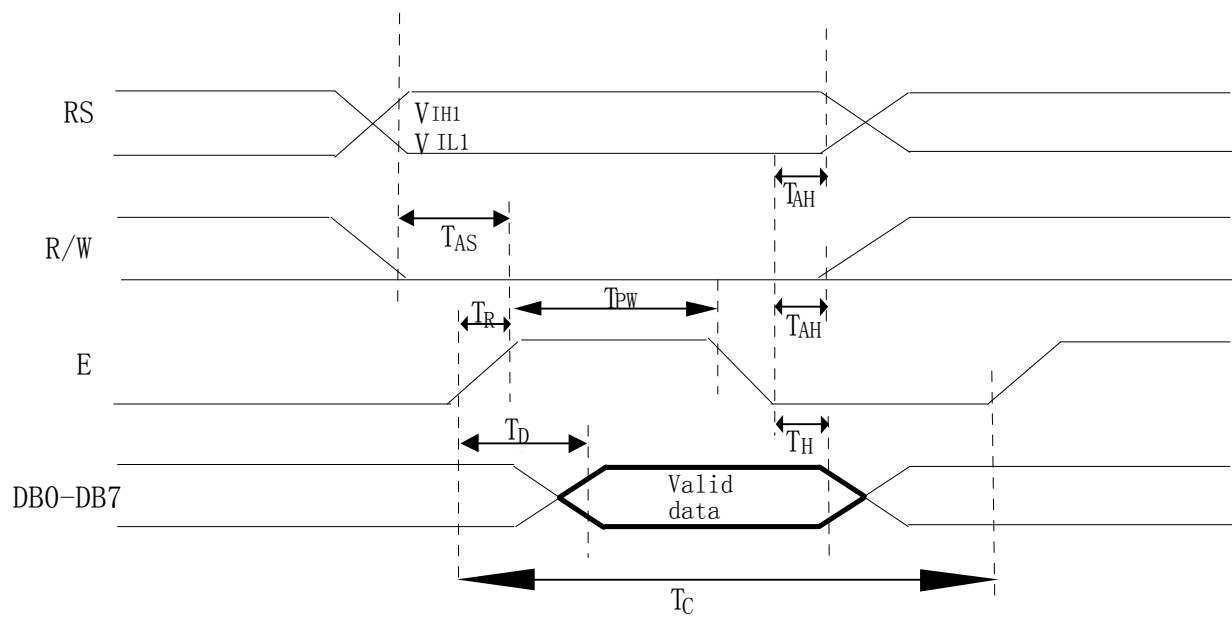 RS
VIH1
VIL1
TAH
TAS
R/W
TPW
TR
TAH
E
TD
TH
DB0-DB7
Valid
data
TC